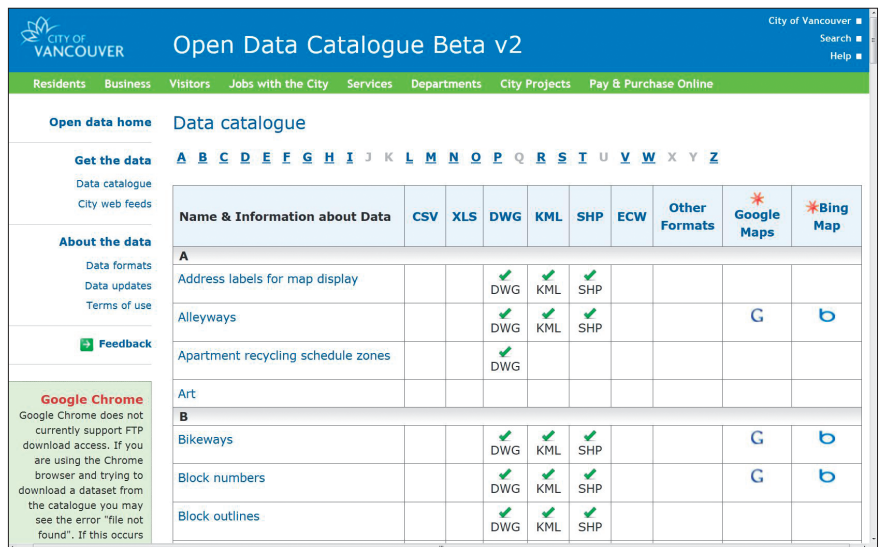 CITY OF
VANCOUVER
Open Data Catalogue Beta v2
City of Vancouver
Search
Help
Residents Business Visitors Jobs with the City Services Departments City Projects Pay & Purchase Online
Open data home
Get the data
Data catalogue
City web feeds
About the data
Data formats
Data updates
Terms of use
Feedback
Google Chrome
Google Chrome does not
currently support FTP
download access. If you
are using the Chrome
browser and trying to
download a dataset from
the catalogue you may
see the error "file not
found". If this occurs
Data catalogue
A B C D E F G H I J K L M N O P Q R S T U V W X Y Z
Name & Information about Data CSV XLS DWG KML SHP ECW Other Formats Google Maps Bing Map
A
Address labels for map display DWG KML SHP
Alleyways DWG KML SHP G b
Apartment recycling schedule zones DWG
Art
B
Bikeways DWG KML SHP G b
Block numbers DWG KML SHP G b
Block outlines DWG KML SHP